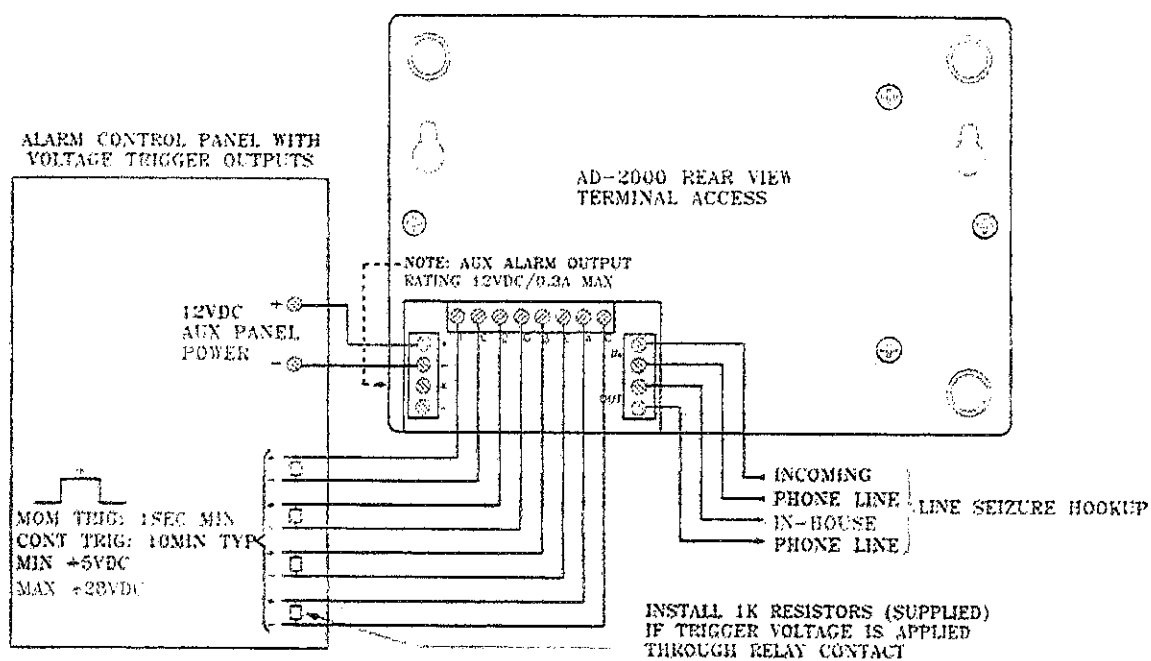 ALARM CONTROL PANEL WITH
VOLTAGE TRIGGER OUTPUTS
AD-2000 REAR VIEW
TERMINAL ACCESS
NOTE: AUX ALARM OUTPUT
RATING 12VDC/0.2A MAX
12VDC
AUX PANEL
POWER
+
-
IN
OUT
MOM TRIG: 1SEC MIN
CONT TRIG: 10MIN TYP
MIN +5VDC
MAX +28VDC
INCOMING
PHONE LINE
IN-HOUSE
PHONE LINE
LINE SEIZURE HOOKUP
INSTALL 1K RESISTORS (SUPPLIED)
IF TRIGGER VOLTAGE IS APPLIED
THROUGH RELAY CONTACT